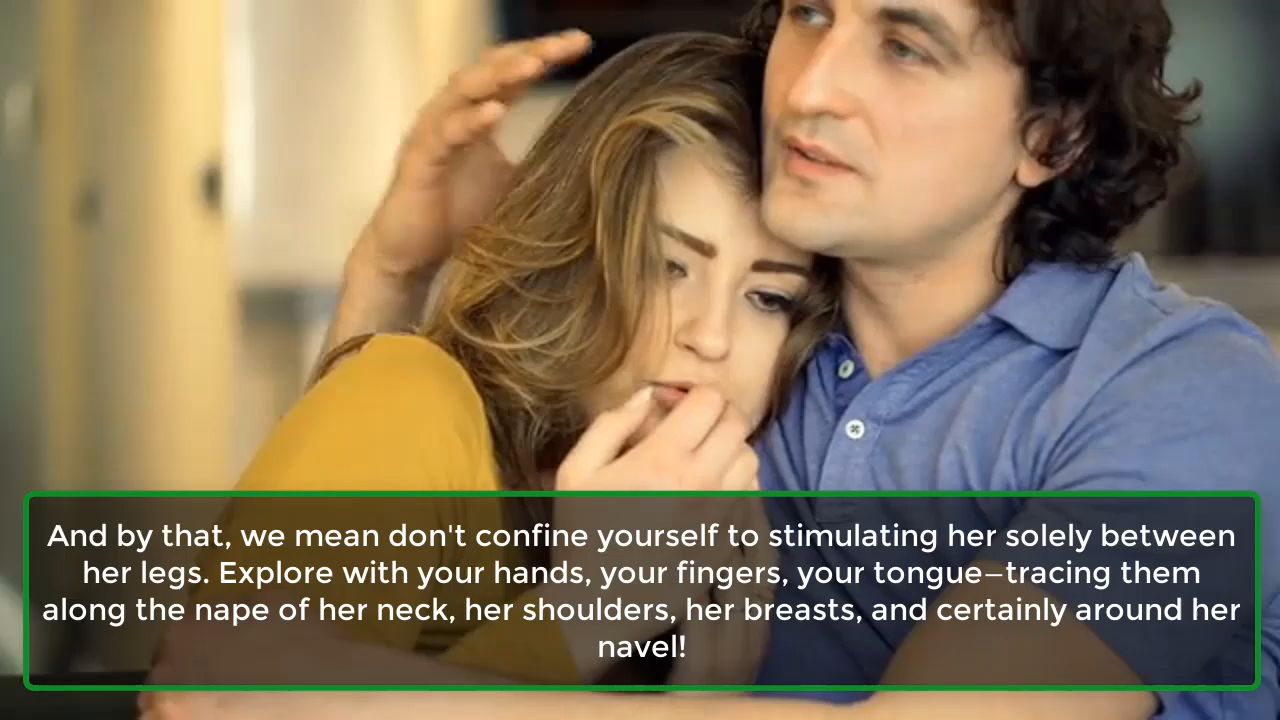 And by that, we mean don't confine yourself to stimulating her solely between
her legs. Explore with your hands, your fingers, your tongue—tracing them
along the nape of her neck, her shoulders, her breasts, and certainly around her
navel!